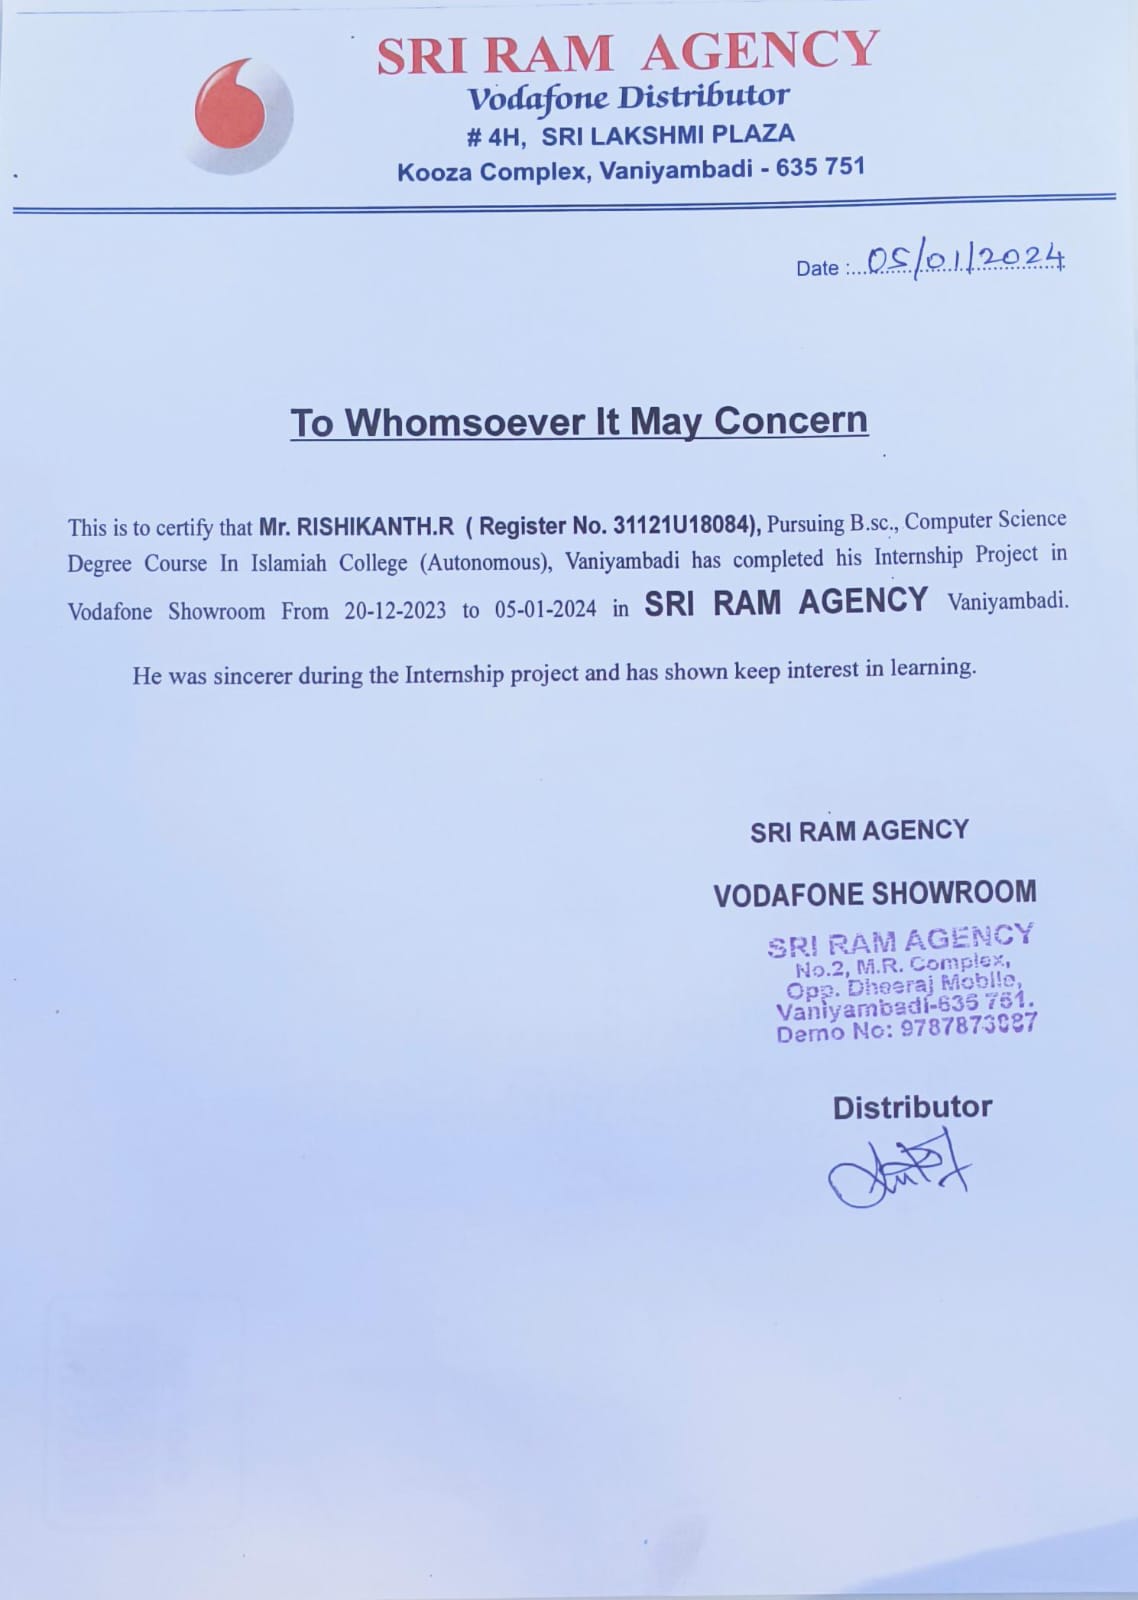 SRI RAM AGENCY
Vodafone Distributor
# 4H, SRI LAKSHMI PLAZA
Kooza Complex, Vaniyambadi - 635 751
Date :.... 05/01/2024
To Whomsoever It May Concern
This is to certify that Mr. RISHIKANTH.R ( Register No. 31121U18084), Pursuing B.sc., Computer Science
Degree Course In Islamiah College (Autonomous), Vaniyambadi has completed his Internship Project in
Vodafone Showroom From 20-12-2023 to 05-01-2024 in SRI RAM AGENCY Vaniyambadi.
He was sincerer during the Internship project and has shown keep interest in learning.
SRI RAM AGENCY
VODAFONE SHOWROOM
SRI RAM AGENCY
No.2, M.R. Complex,
Opp. Dheeraj Mobile,
Vaniyambadi-635 751.
Demo No:
Distributor